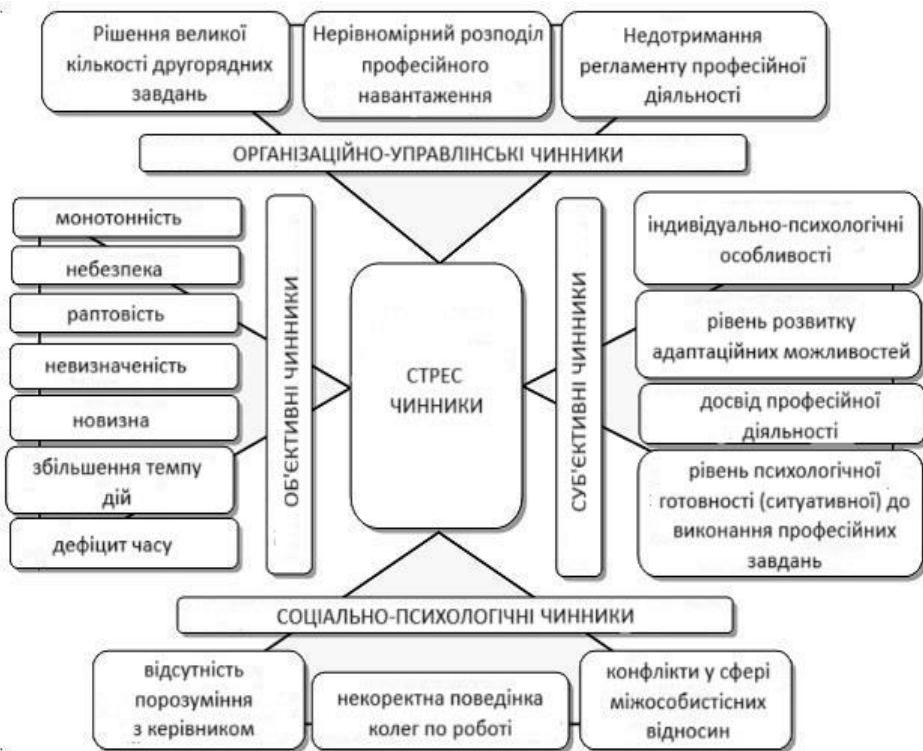 Рішення великої
кількості другорядних
завдань
Нерівномірний розподіл
професійного
навантаження
Недотримання
регламенту професійної
діяльності
ОРГАНІЗАЦІЙНО-УПРАВЛІНСЬКІ ЧИННИКИ
монотонність
небезпека
раптовість
невизначеність
новизна
збільшення темпу
дій
дефіцит часу
ОБ'ЄКТИВНІ ЧИННИКИ
СТРЕС
ЧИННИКИ
СУБ'ЄКТИВНІ ЧИННИКИ
індивідуально-психологічні
особливості
рівень розвитку
адаптаційних можливостей
досвід професійної
діяльності
рівень психологічної
готовності (ситуативної) до
виконання професійних
завдань
СОЦІАЛЬНО-ПСИХОЛОГІЧНІ ЧИННИКИ
відсутність
порозуміння
з керівником
некоректна поведінка
колег по роботі
конфлікти у сфері
міжособистісних
відносин